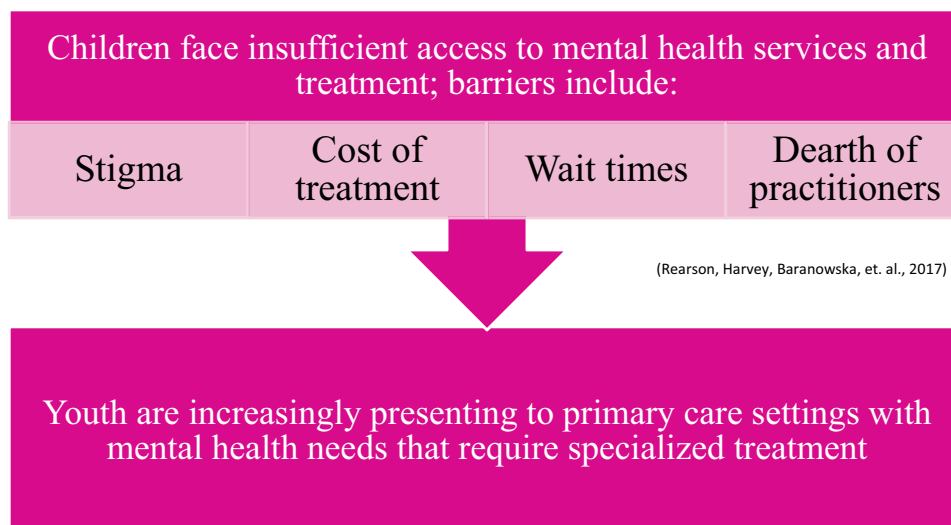 Children face insufficient access to mental health services and
treatment; barriers include:
Stigma
Cost of
treatment
Wait times
Dearth of
practitioners
(Rearson, Harvey, Baranowska, et. al., 2017)
Youth are increasingly presenting to primary care settings with
mental health needs that require specialized treatment